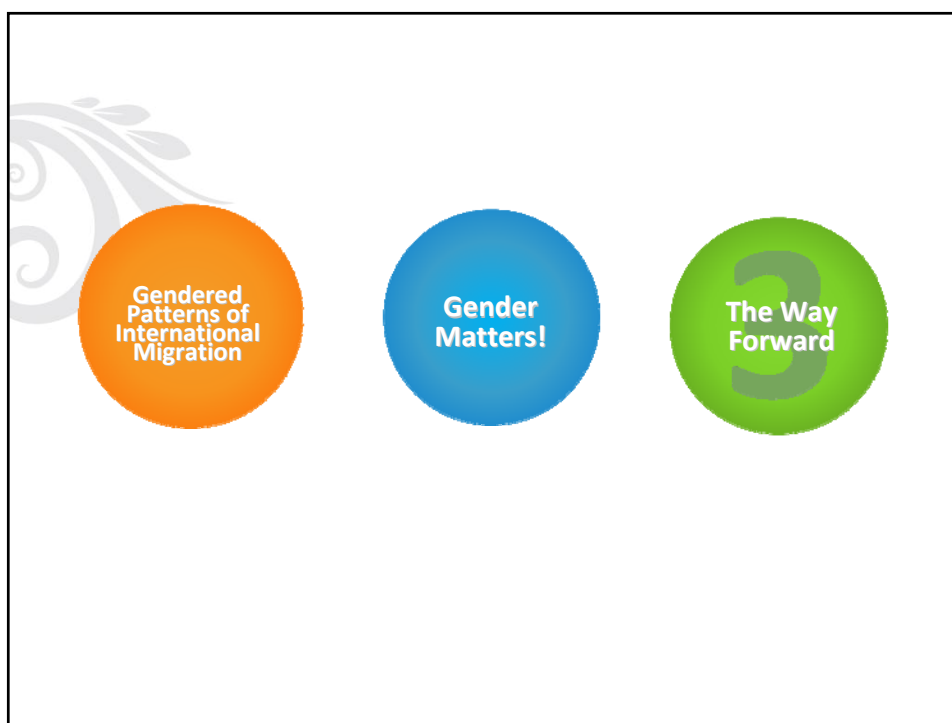 Gendered
Patterns of
International
Migration
Gender
Matters!
3
The Way
Forward